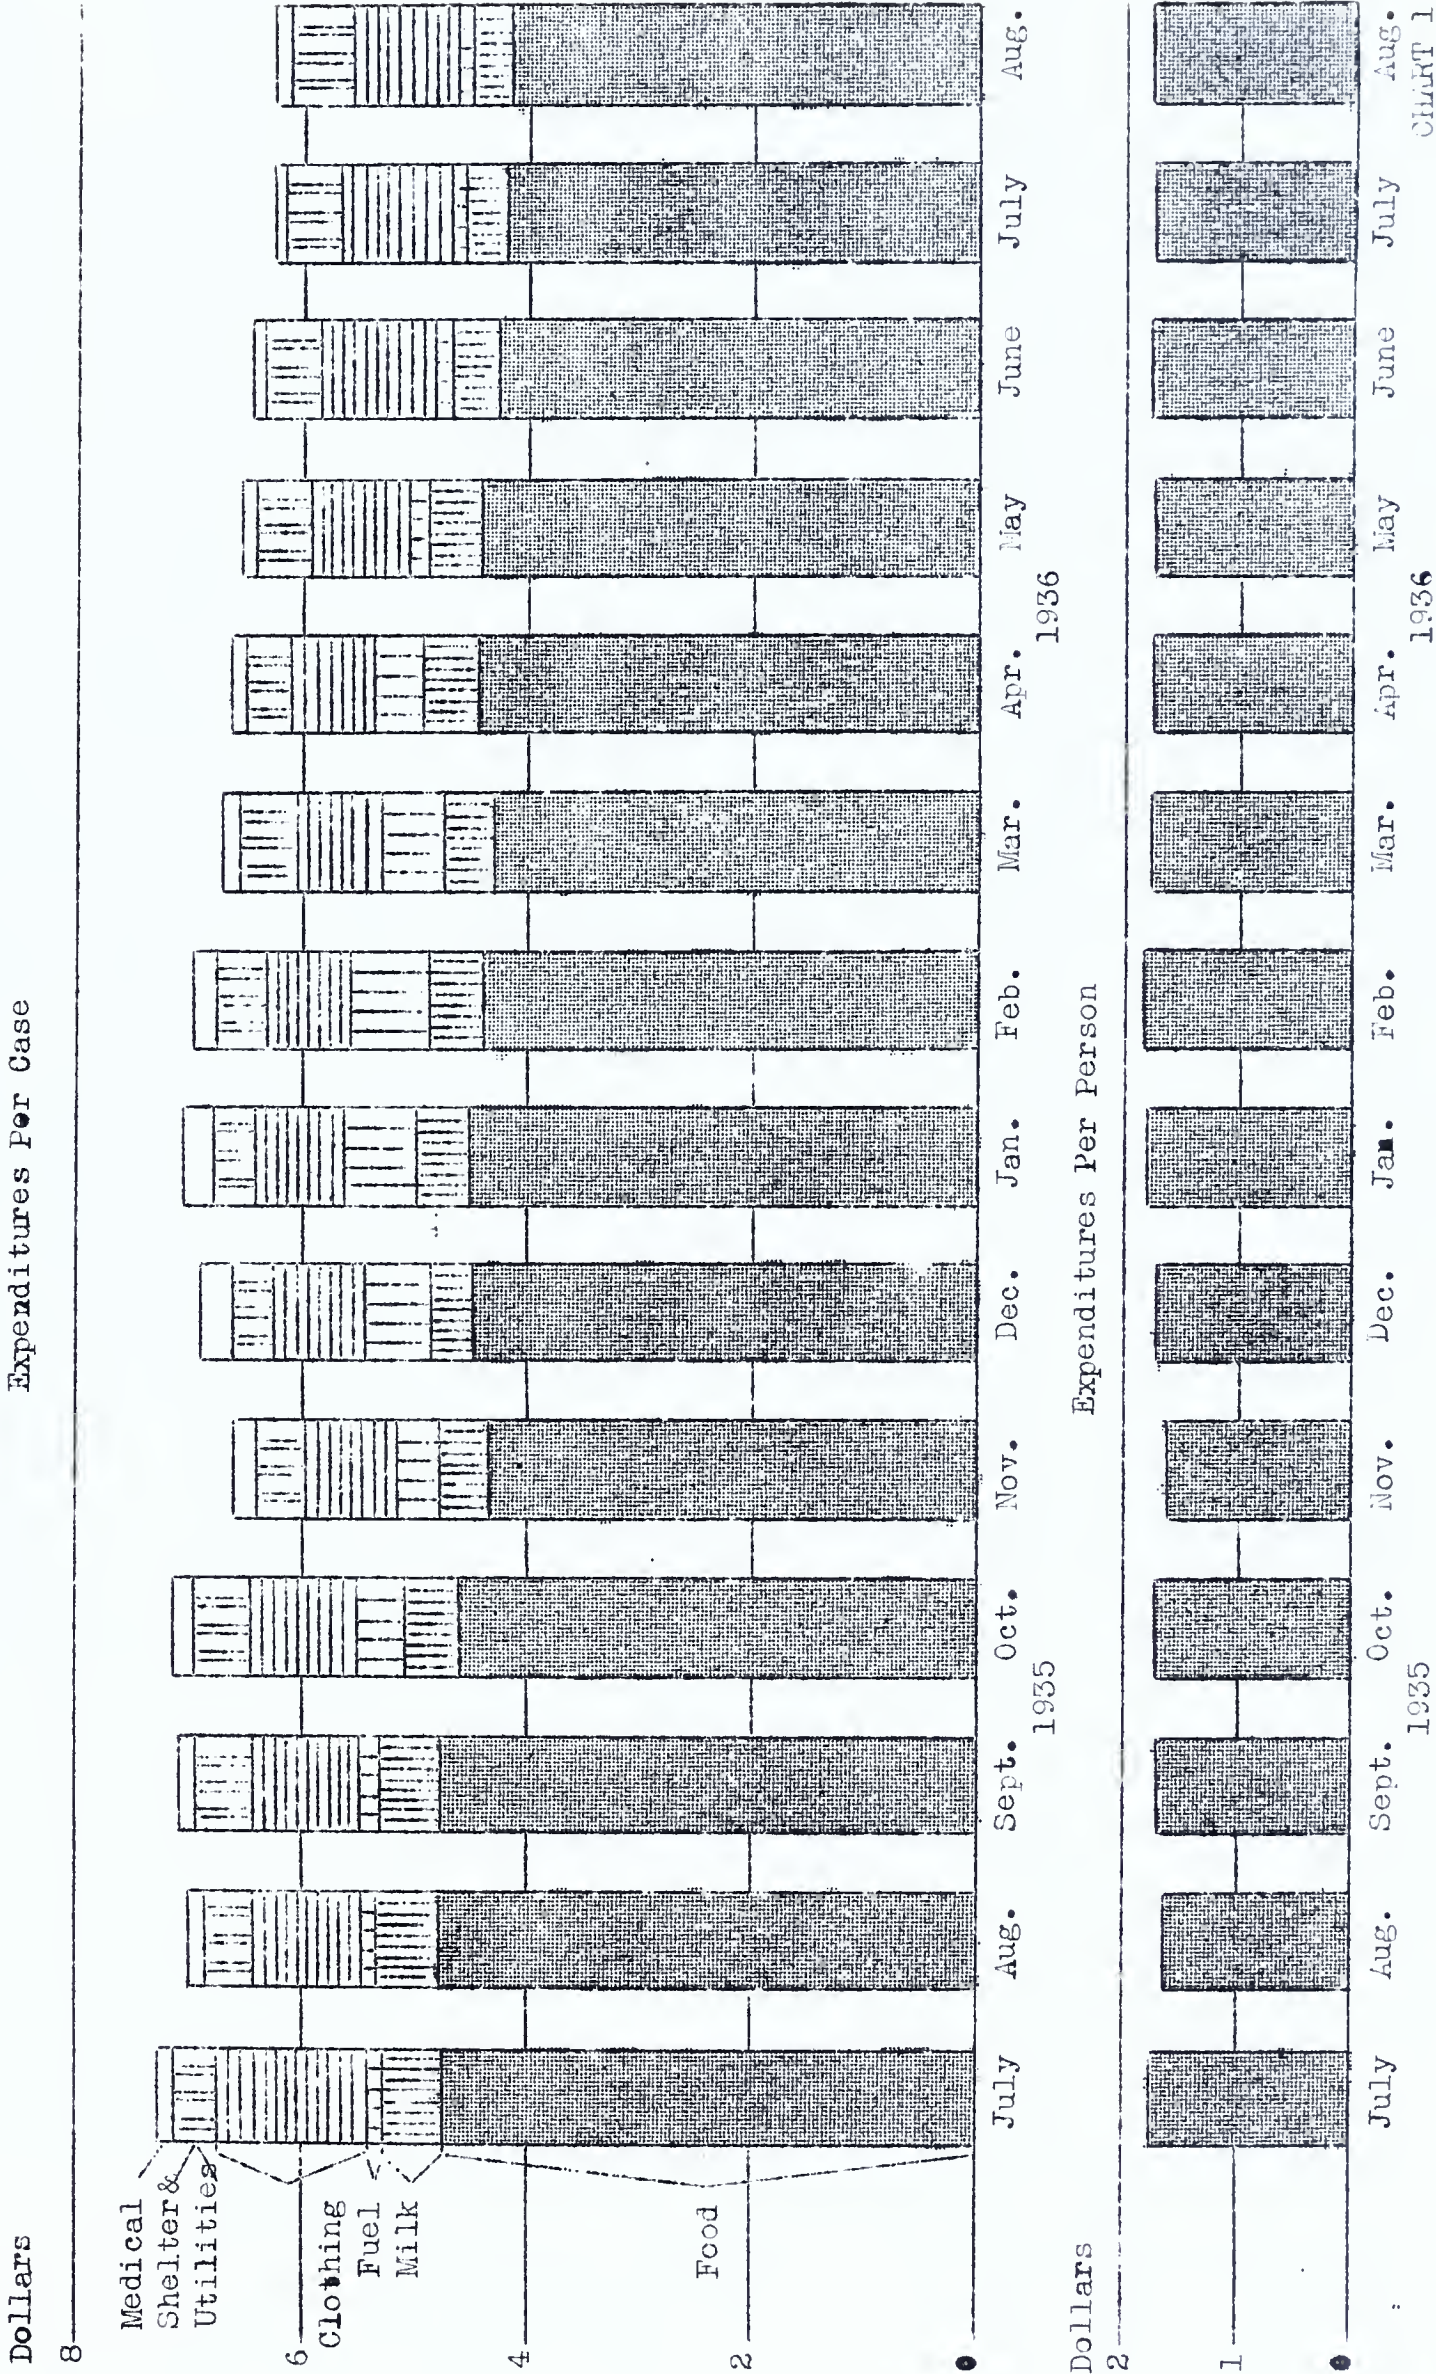 Expenditures Per Case
Dollars
8
Medical
Shelter&
Utilities
6
Clothing
Fuel
Milk
4
Food
2
0
July Aug. Sept. Oct. Nov. Dec. Jan. Feb. Mar. Apr. May June July Aug.
1935 1936
Expenditures Per Person
Dollars
2
1
0
July Aug. Sept. Oct. Nov. Dec. Jan. Feb. Mar. Apr. May June July Aug.
1935 1936
CHART 1